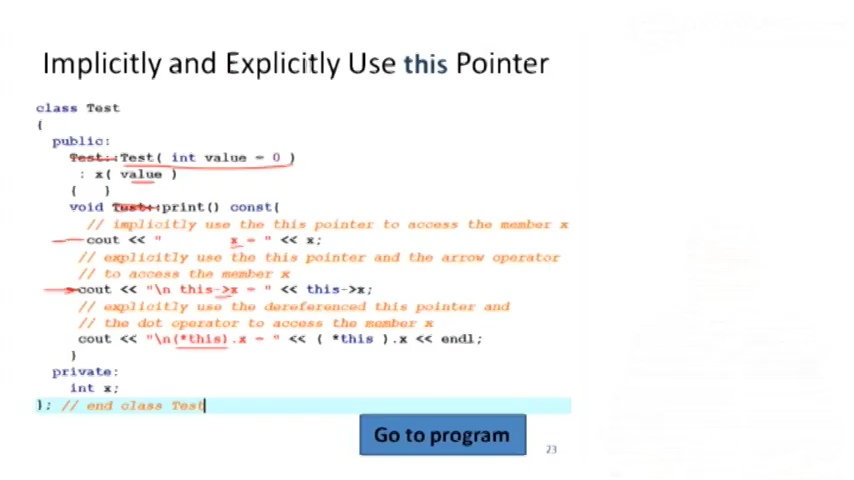 Implicitly and Explicitly Use this Pointer
class Test
{
public:
Test::Test( int value = 0 )
: x( value )
{ }
void Test::print() const{
// implicitly use the this pointer to access the member x
cout << " x = " << x;
// explicitly use the this pointer and the arrow operator
// to access the member x
cout << "\n this->x = " << this->x;
// explicitly use the dereferenced this pointer and
// the dot operator to access the member x
cout << "\n(*this).x = " << ( *this ).x << endl;
}
private:
int x;
}; // end class Test
Go to program
23